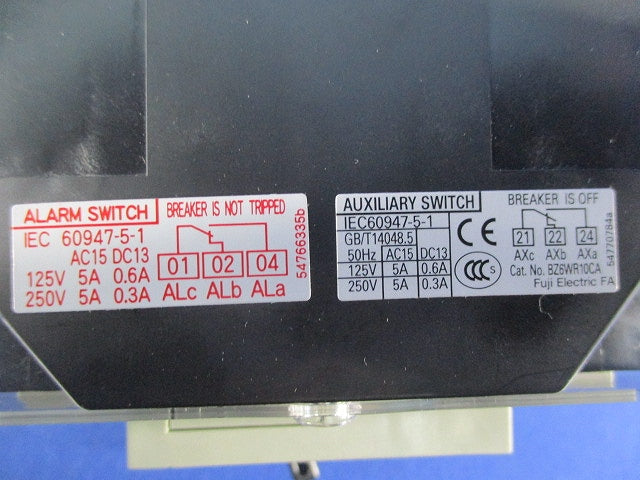 ALARM SWITCH
BREAKER IS NOT TRIPPED
IEC 60947-5-1
AC15 DC13
125V 5A 0.6A
250V 5A 0.3A
01 02 04
ALc ALb ALa
54766335b
AUXILIARY SWITCH
IEC60947-5-1
GB/T14048.5
50Hz AC15 DC13
125V 5A 0.6A
250V 5A 0.3A
CE
CCC S
BREAKER IS OFF
21 22 24
AXc AXb AXa
Cat. No. BZ6WR10CA
Fuji Electric FA
54770784a